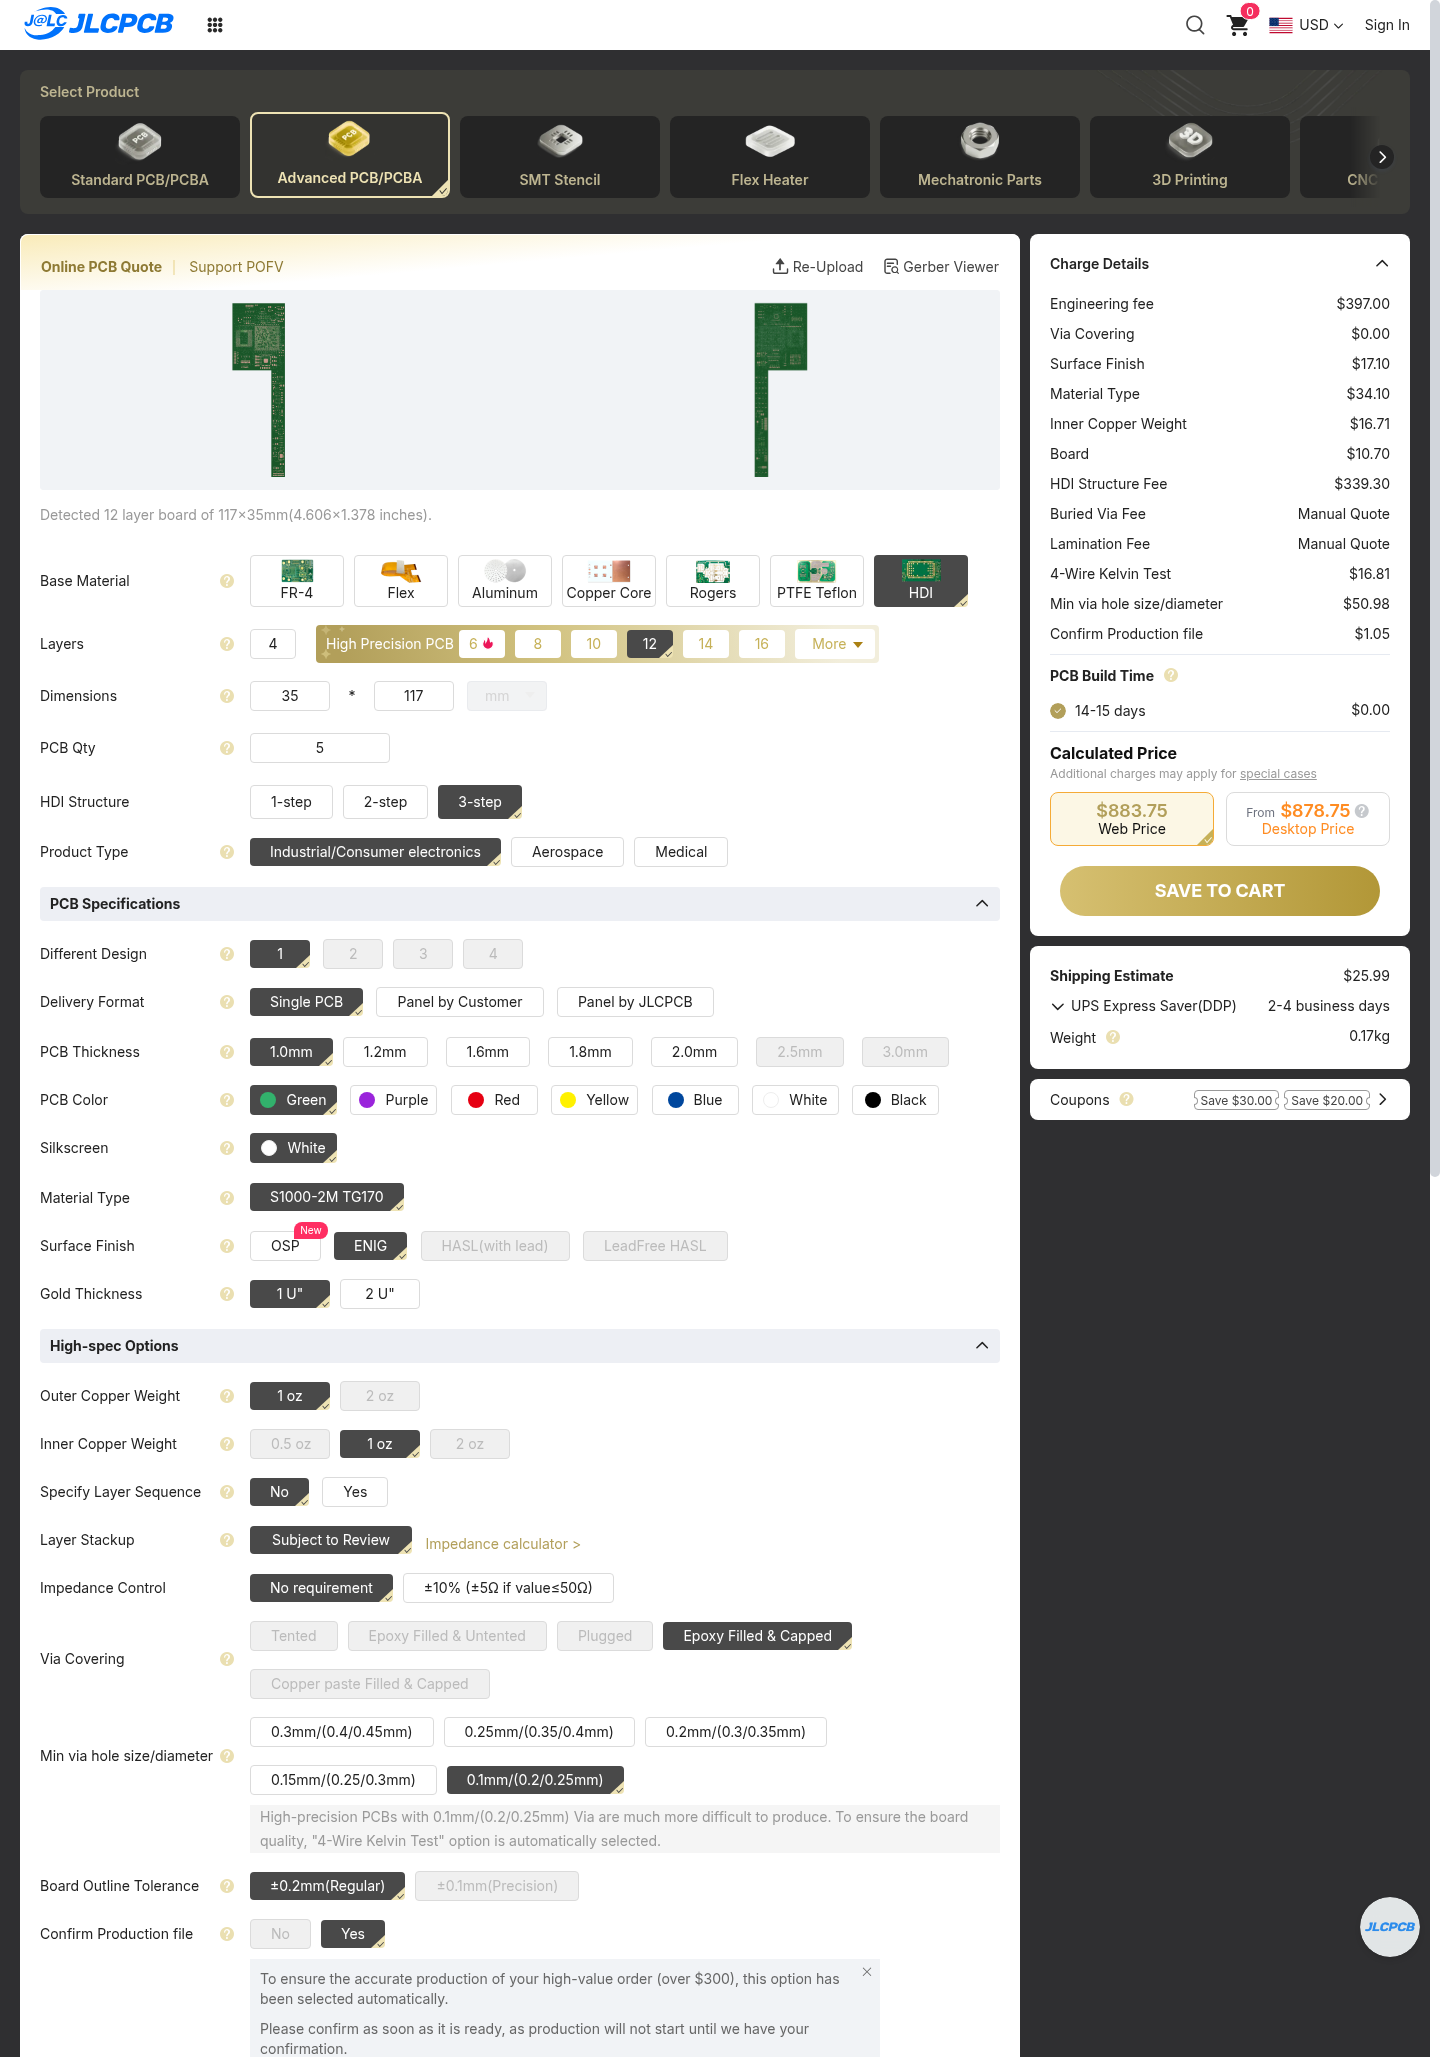 J@LC JLCPCB
0
USD
Sign In
Select Product
PCB
Standard PCB/PCBA
PCB
Advanced PCB/PCBA
SMT Stencil
Flex Heater
Mechatronic Parts
3D
3D Printing
CNC
Online PCB Quote
Support POFV
Re-Upload
Gerber Viewer
Detected 12 layer board of 117×35mm(4.606×1.378 inches).
Base Material ?
FR-4
Flex
Aluminum
Copper Core
Rogers
PTFE Teflon
HDI
Layers ?
4
High Precision PCB 6 8 10 12 14 16 More
Dimensions ?
35 * 117 mm
PCB Qty ?
5
HDI Structure
1-step 2-step 3-step
Product Type ?
Industrial/Consumer electronics Aerospace Medical
PCB Specifications
Different Design ?
1 2 3 4
Delivery Format ?
Single PCB Panel by Customer Panel by JLCPCB
PCB Thickness ?
1.0mm 1.2mm 1.6mm 1.8mm 2.0mm 2.5mm 3.0mm
PCB Color ?
Green Purple Red Yellow Blue White Black
Silkscreen ?
White
Material Type ?
S1000-2M TG170
Surface Finish ?
New
OSP ENIG HASL(with lead) LeadFree HASL
Gold Thickness ?
1 U" 2 U"
High-spec Options
Outer Copper Weight ?
1 oz 2 oz
Inner Copper Weight ?
0.5 oz 1 oz 2 oz
Specify Layer Sequence ?
No Yes
Layer Stackup ?
Subject to Review Impedance calculator >
Impedance Control
No requirement ±10% (±5Ω if value≤50Ω)
Via Covering ?
Tented Epoxy Filled & Untented Plugged Epoxy Filled & Capped
Copper paste Filled & Capped
Min via hole size/diameter ?
0.3mm/(0.4/0.45mm) 0.25mm/(0.35/0.4mm) 0.2mm/(0.3/0.35mm)
0.15mm/(0.25/0.3mm) 0.1mm/(0.2/0.25mm)
High-precision PCBs with 0.1mm/(0.2/0.25mm) Via are much more difficult to produce. To ensure the board
quality, "4-Wire Kelvin Test" option is automatically selected.
Board Outline Tolerance ?
±0.2mm(Regular) ±0.1mm(Precision)
Confirm Production file ?
No Yes
To ensure the accurate production of your high-value order (over $300), this option has
been selected automatically.
Please confirm as soon as it is ready, as production will not start until we have your
confirmation.
Charge Details
Engineering fee $397.00
Via Covering $0.00
Surface Finish $17.10
Material Type $34.10
Inner Copper Weight $16.71
Board $10.70
HDI Structure Fee $339.30
Buried Via Fee Manual Quote
Lamination Fee Manual Quote
4-Wire Kelvin Test $16.81
Min via hole size/diameter $50.98
Confirm Production file $1.05
PCB Build Time ?
14-15 days $0.00
Calculated Price
Additional charges may apply for special cases
$883.75
Web Price
From $878.75 ?
Desktop Price
SAVE TO CART
Shipping Estimate $25.99
UPS Express Saver(DDP) 2-4 business days
Weight ? 0.17kg
Coupons ? Save $30.00 Save $20.00
JLCPCB